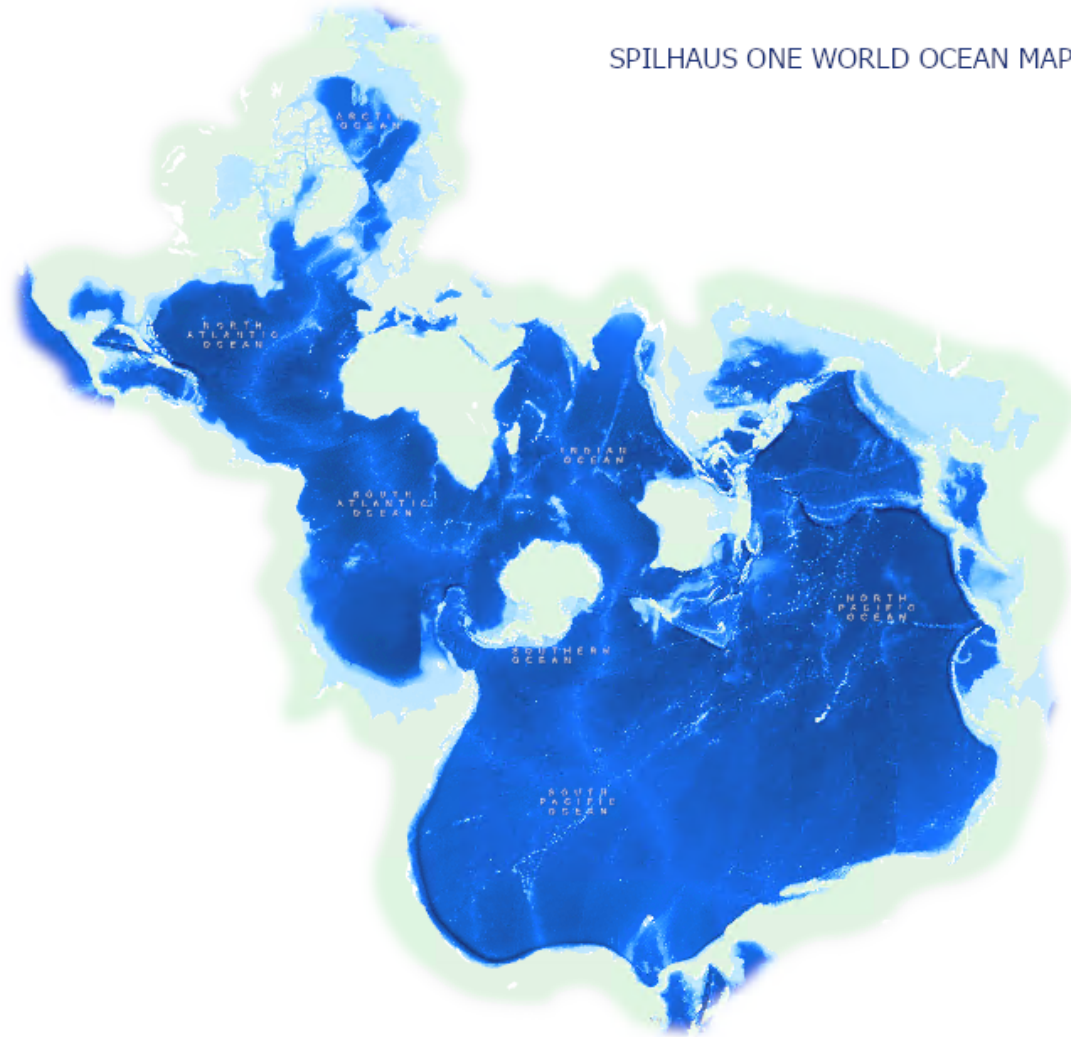 SPILHAUS ONE WORLD OCEAN MAP
ARCTIC
OCEAN
NORTH
ATLANTIC
OCEAN
INDIAN
OCEAN
SOUTH
ATLANTIC
OCEAN
NORTH
PACIFIC
OCEAN
SOUTHERN
OCEAN
SOUTH
PACIFIC
OCEAN